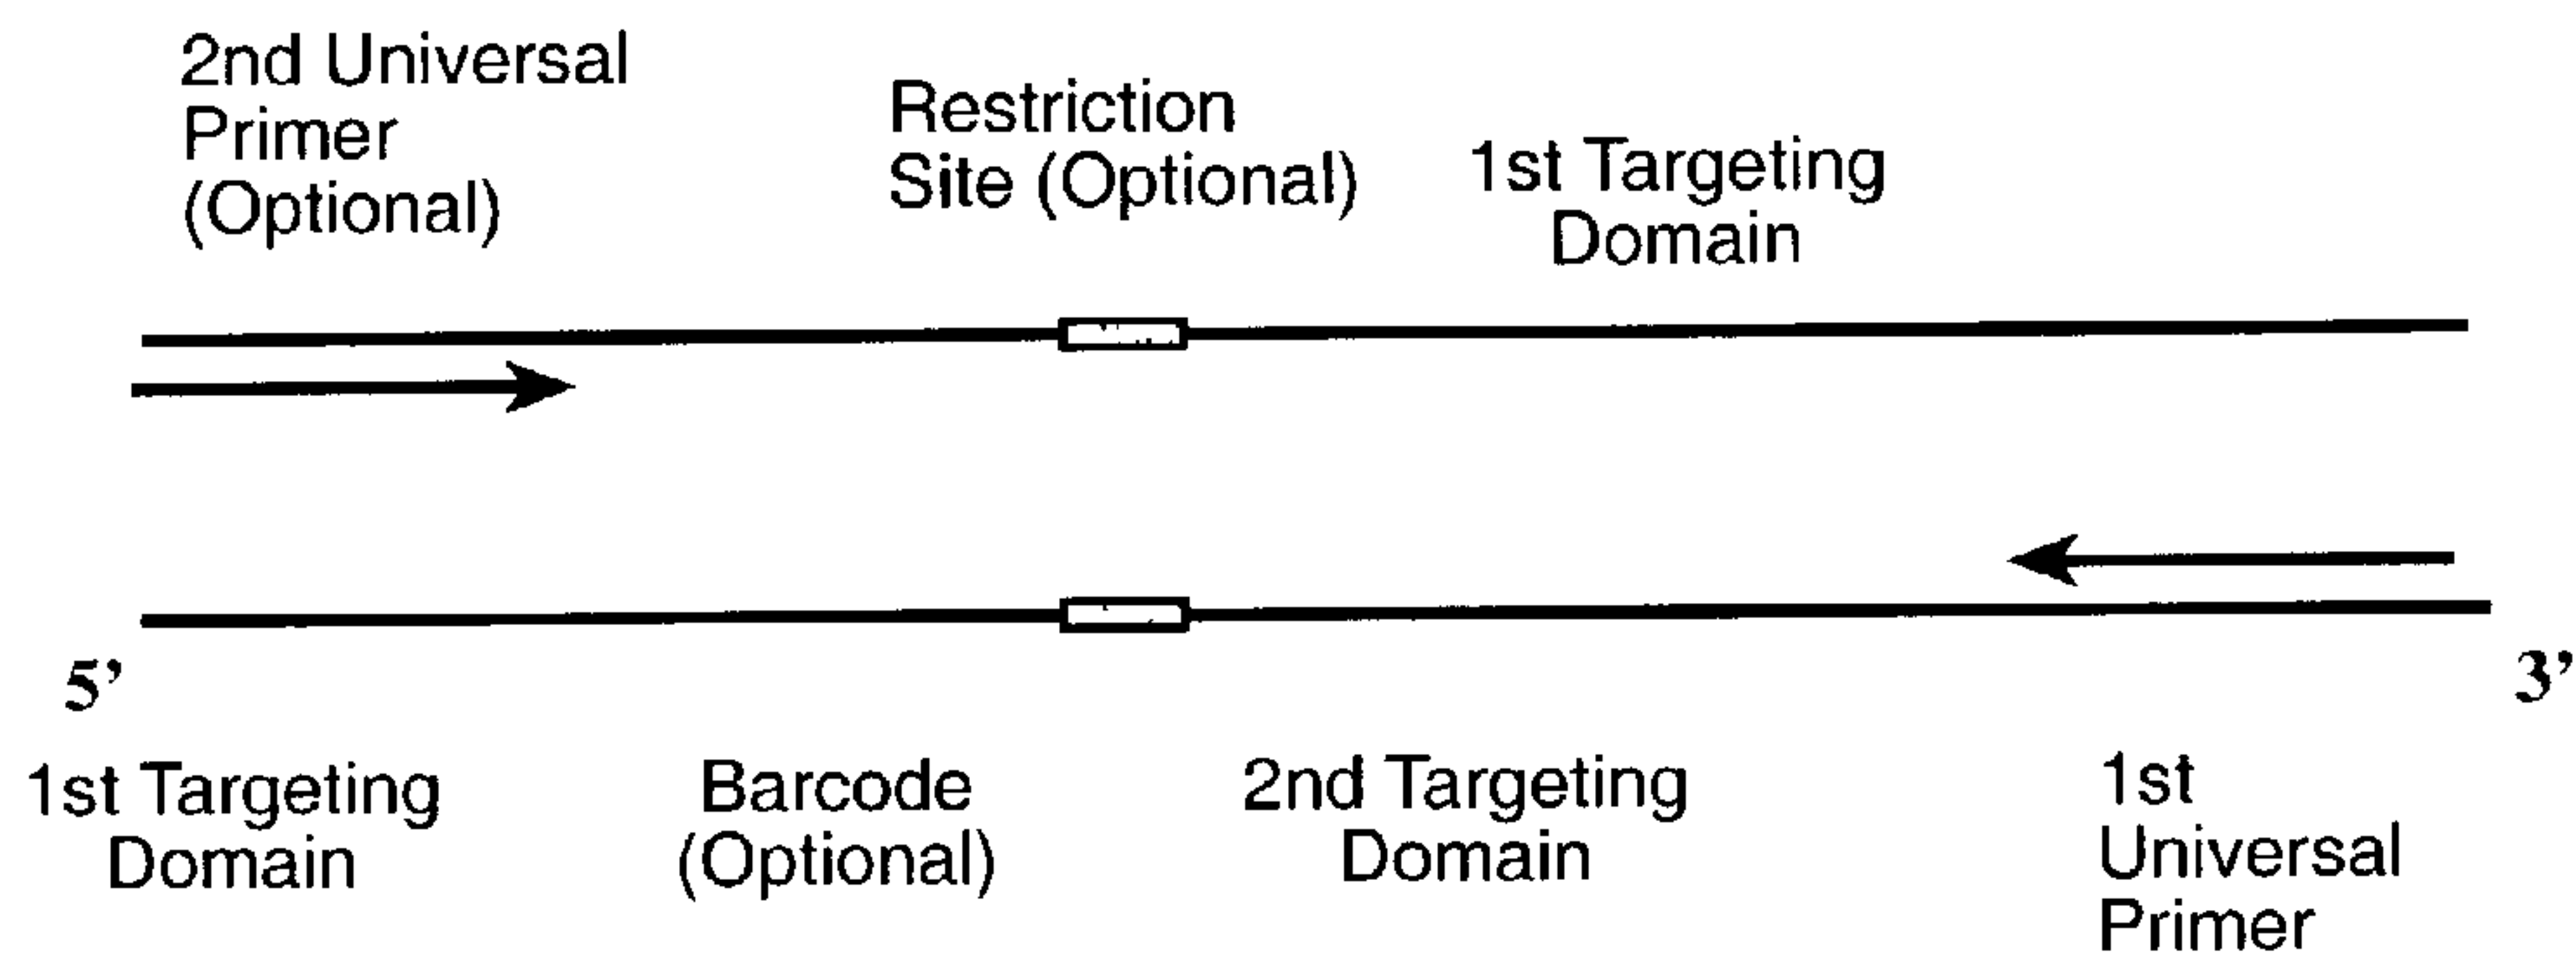 2nd Universal
Primer
(Optional)
Restriction
Site (Optional)
1st Targeting
Domain
5’
3’
1st Targeting
Domain
Barcode
(Optional)
2nd Targeting
Domain
1st
Universal
Primer